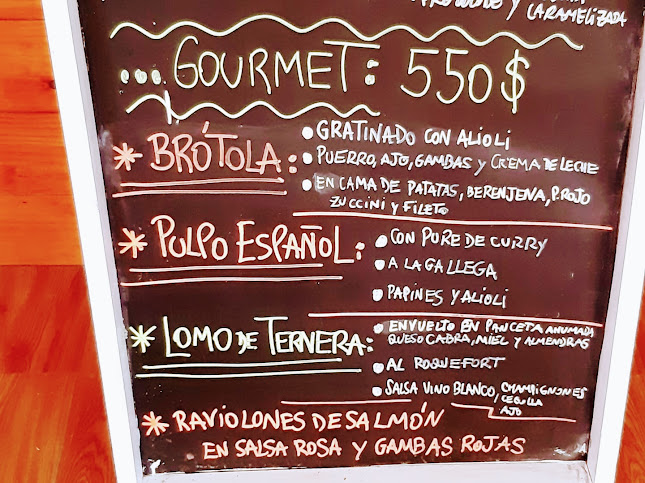 CARAMELIZADA
... GOURMET: 550$
* BRÓTOLA:
• GRATINADO CON ALIOLI
• PUERRO, AJO, GAMBAS Y CREMA DE LECHE
• EN CAMA DE PATATAS, BERENJENA, P. ROJO
ZUCCINI Y FILETO
* PULPO ESPAÑOL:
• CON PURE DE CURRY
• A LA GALLEGA
• PAPINES Y ALIOLI
* LOMO DE TERNERA:
• ENVUELTO EN PANCETA AHUMADA
QUESO CABRA, MIEL Y ALMENDRAS
• AL ROQUEFORT
• SALSA VINO BLANCO, CHAMPIGNONES
CEBOLLA
AJO
* RAVIOLONES DE SALMÓN
EN SALSA ROSA Y GAMBAS ROJAS